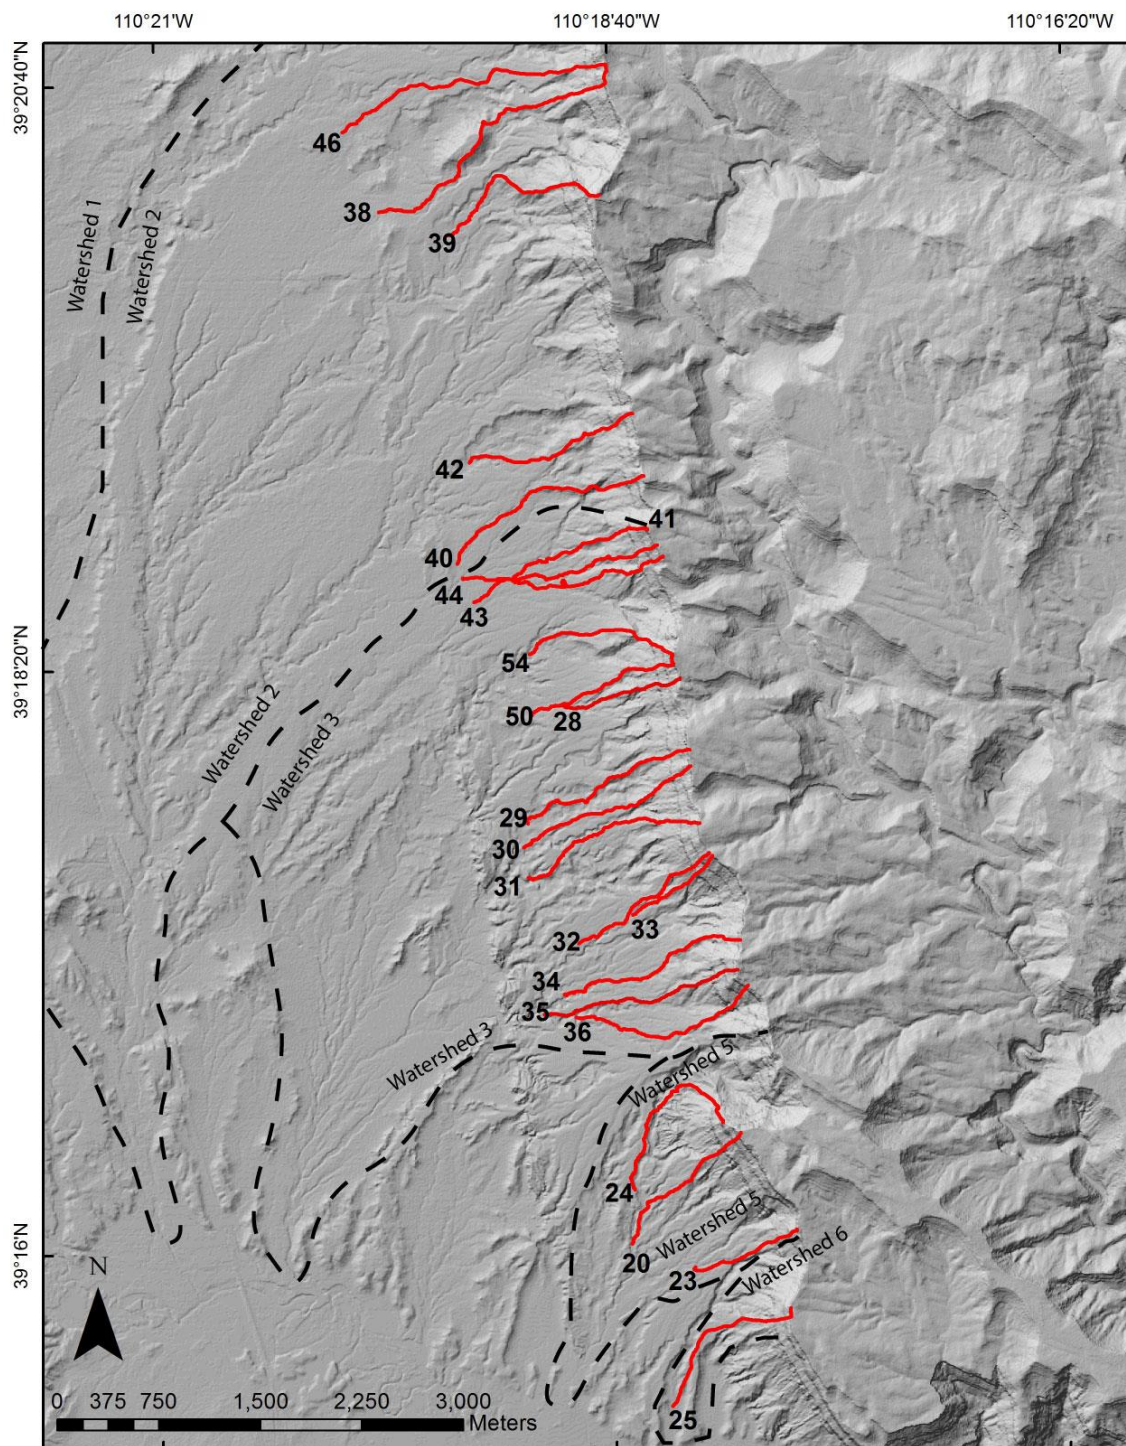 110°21'W
110°18'40"W
110°16'20"W
39°20'40"N
46
38
39
Watershed 1
Watershed 2
42
40
41
44
43
54
39°18'20"N
50
28
Watershed 2
Watershed 3
29
30
31
32
33
34
35
36
Watershed 3
Watershed 5
24
Watershed 5
20
23
Watershed 6
39°16'N
N
25
0 375 750 1,500 2,250 3,000
Meters